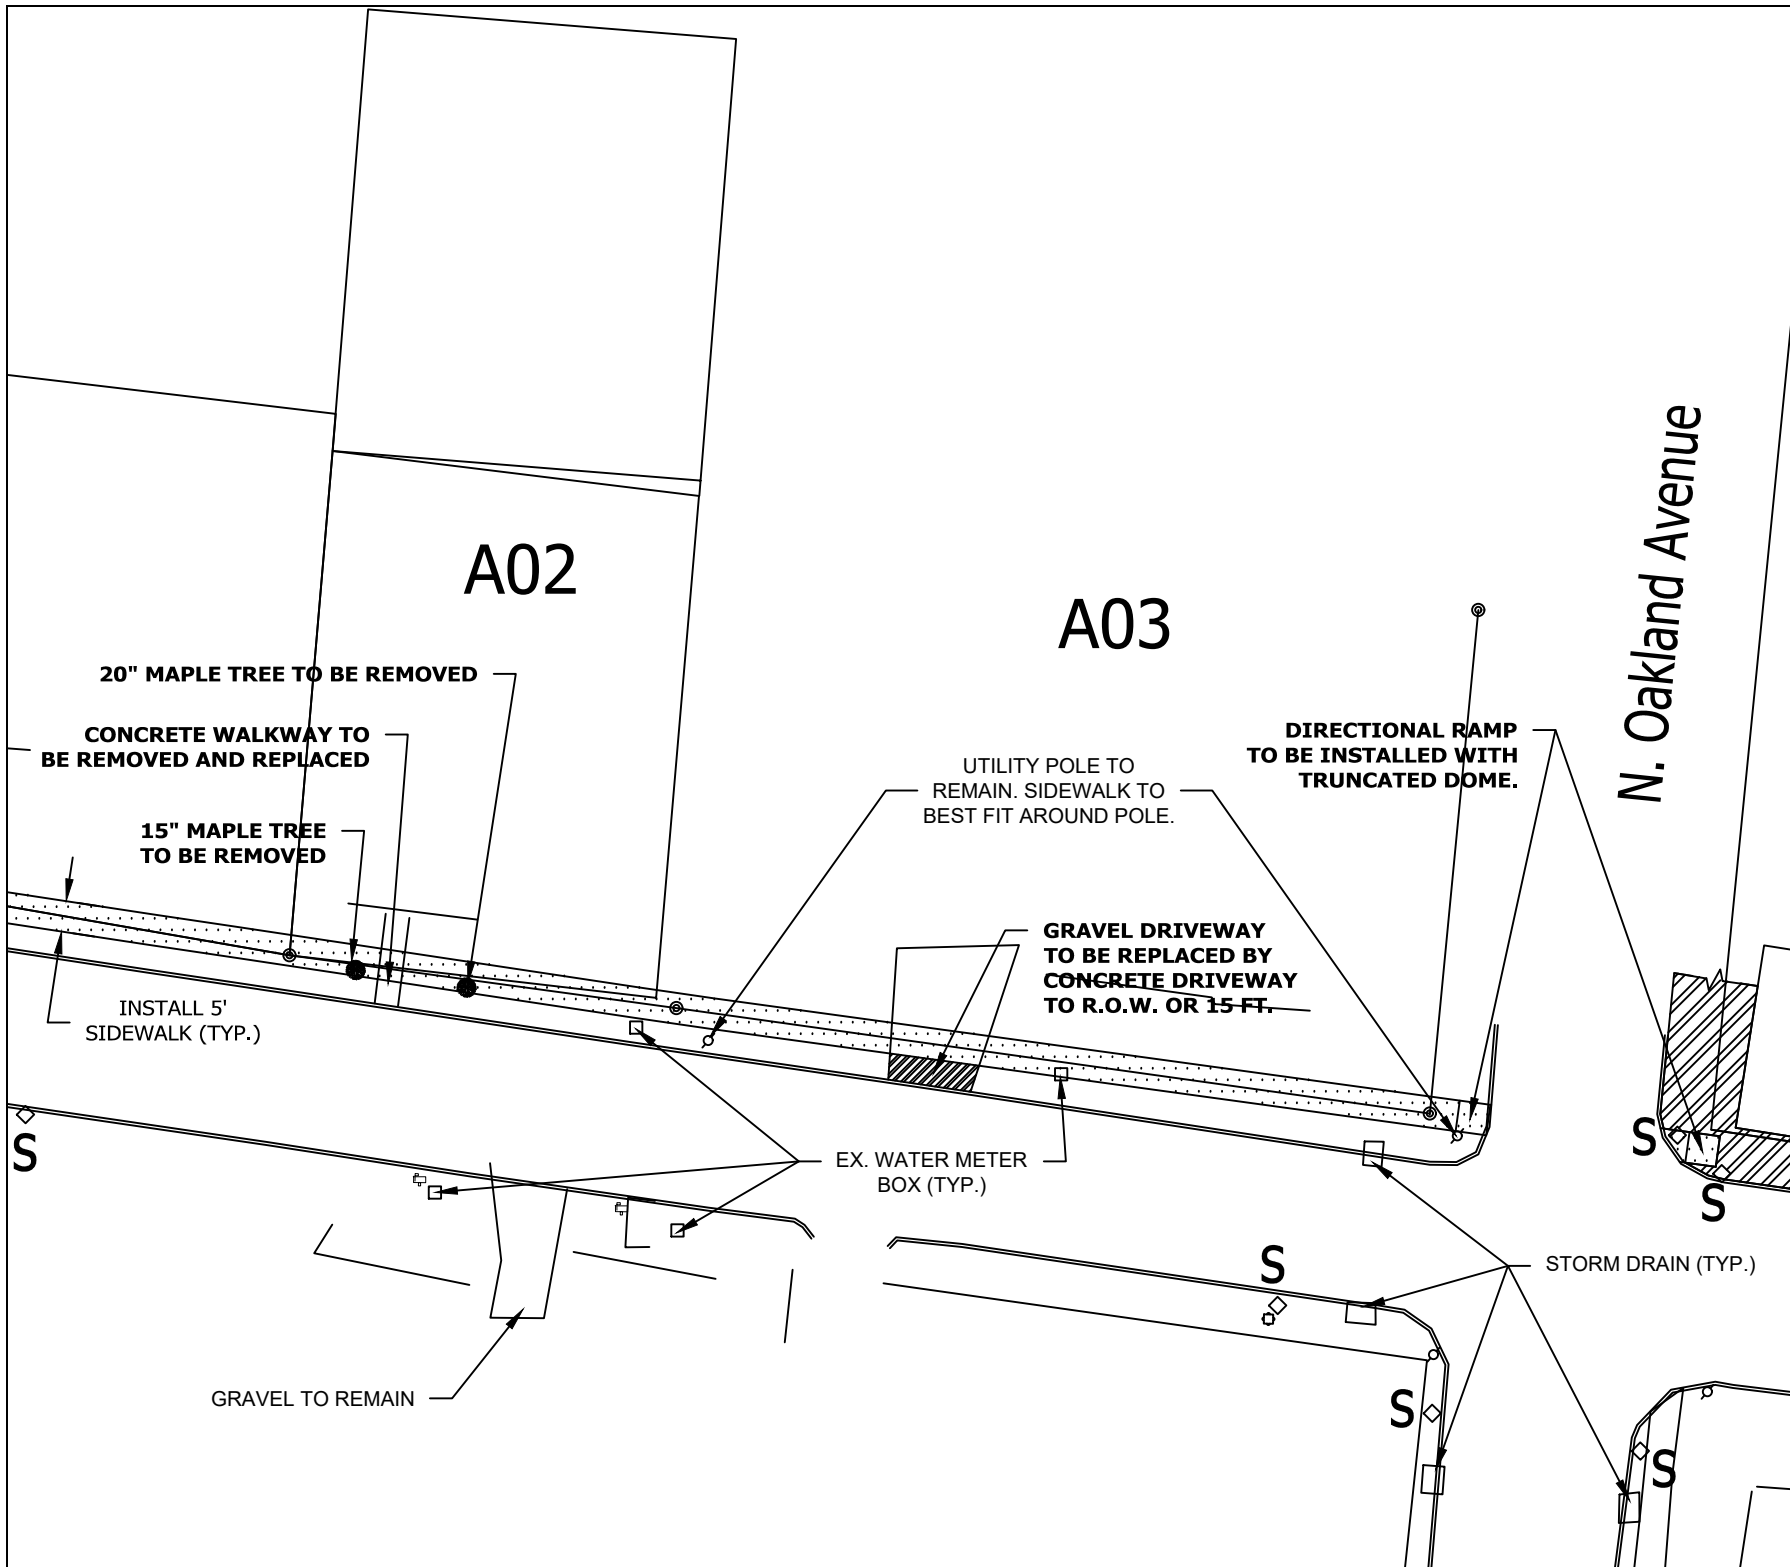 A02
A03
N. Oakland Avenue
20" MAPLE TREE TO BE REMOVED
CONCRETE WALKWAY TO
BE REMOVED AND REPLACED
15" MAPLE TREE
TO BE REMOVED
UTILITY POLE TO
REMAIN. SIDEWALK TO
BEST FIT AROUND POLE.
DIRECTIONAL RAMP
TO BE INSTALLED WITH
TRUNCATED DOME.
GRAVEL DRIVEWAY
TO BE REPLACED BY
CONCRETE DRIVEWAY
TO R.O.W. OR 15 FT.
INSTALL 5'
SIDEWALK (TYP.)
S
EX. WATER METER
BOX (TYP.)
S
S
S
STORM DRAIN (TYP.)
GRAVEL TO REMAIN
S
S